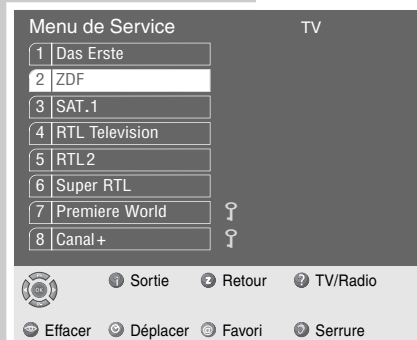 Menu de Service TV
1 Das Erste
2 ZDF
3 SAT.1
4 RTL Television
5 RTL2
6 Super RTL
7 Premiere World
8 Canal+
OK i Sortie z Retour ? TV/Radio
Effacer Déplacer @ Favori Serrure